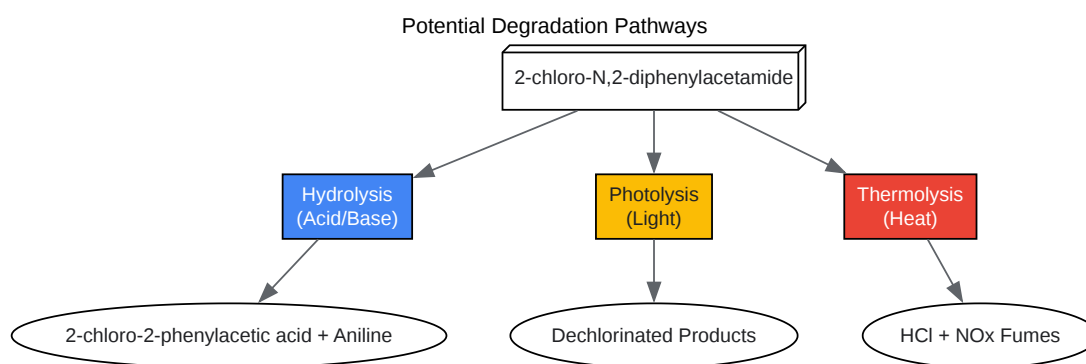 Potential Degradation Pathways
2-chloro-N,2-diphenylacetamide
Hydrolysis
(Acid/Base)
Photolysis
(Light)
Thermolysis
(Heat)
2-chloro-2-phenylacetic acid + Aniline
Dechlorinated Products
HCl + NOx Fumes